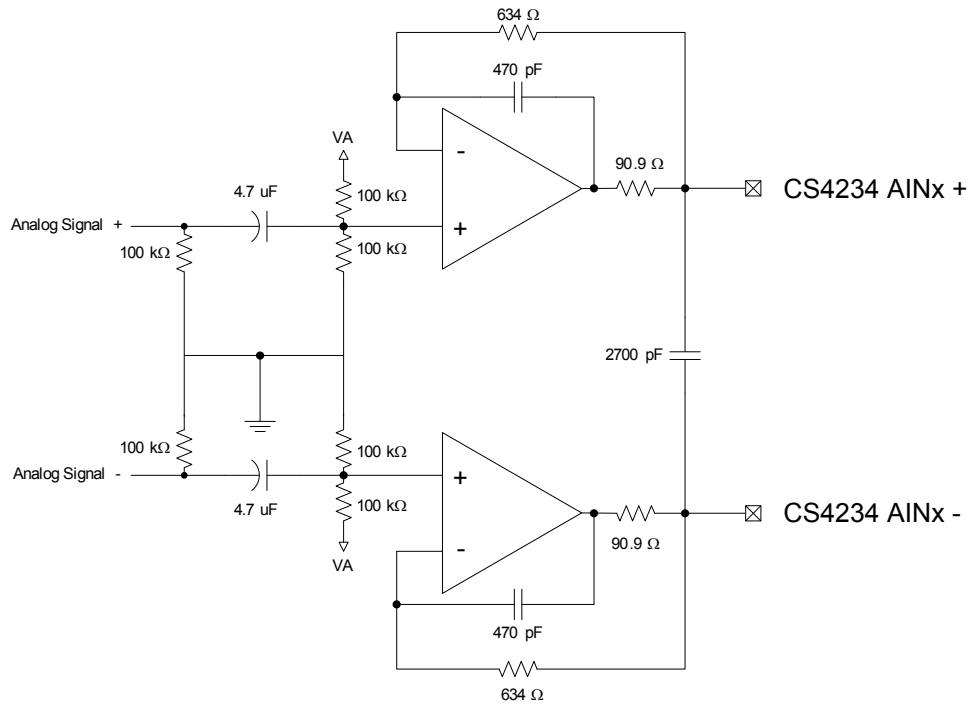 634 Ω
470 pF
VA
-
90.9 Ω
4.7 uF
100 kΩ
CS4234 AINx +
Analog Signal +
+
100 kΩ
100 kΩ
2700 pF
100 kΩ
100 kΩ
Analog Signal -
+
4.7 uF
100 kΩ
CS4234 AINx -
90.9 Ω
-
VA
470 pF
634 Ω